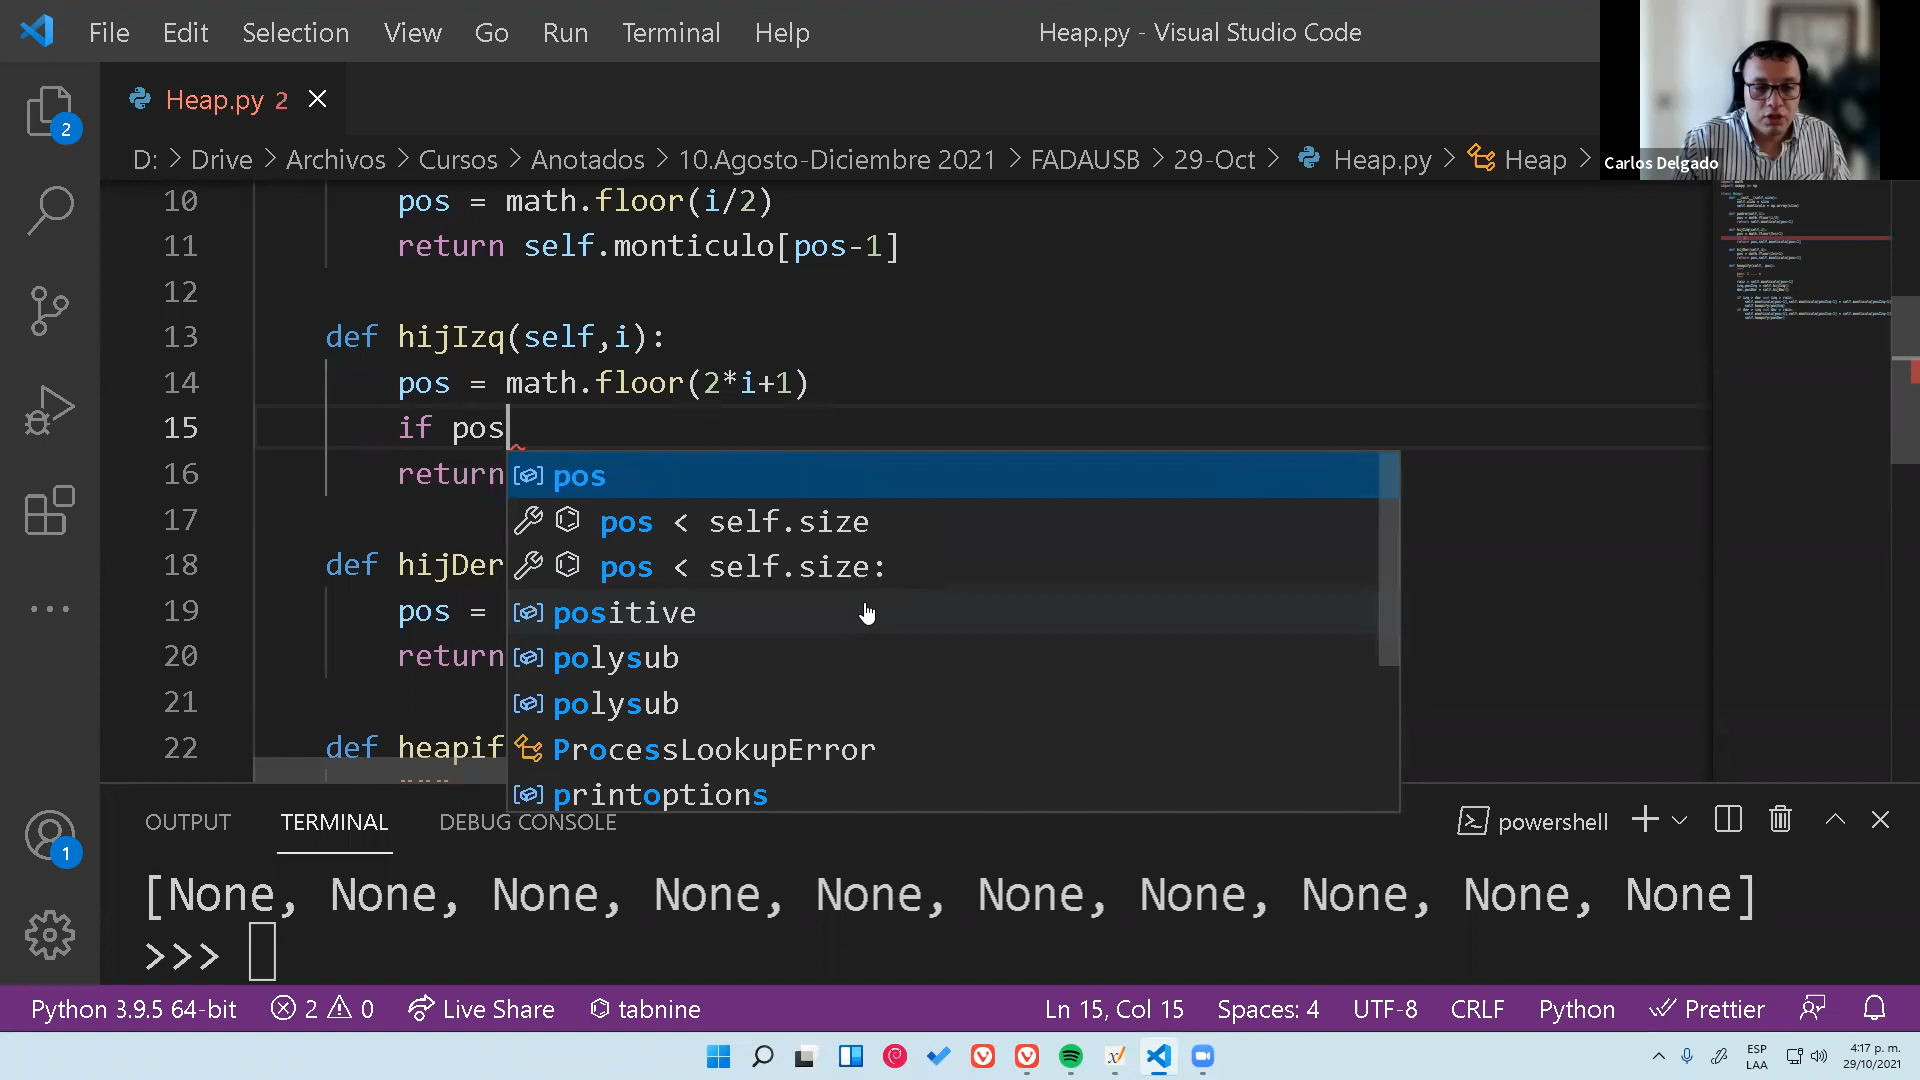 File Edit Selection View Go Run Terminal Help
Heap.py - Visual Studio Code
Heap.py 2
D: > Drive > Archivos > Cursos > Anotados > 10.Agosto-Diciembre 2021 > FADAUSB > 29-Oct > Heap.py > Heap >
Carlos Delgado
10 pos = math.floor(i/2)
11 return self.monticulo[pos-1]
12
13 def hijIzq(self,i):
14 pos = math.floor(2*i+1)
15 if pos
16 return
17
18 def hijDer
19 pos =
20 return
21
22 def heapif
pos
pos < self.size
pos < self.size:
positive
polysub
polysub
ProcessLookupError
printoptions
OUTPUT TERMINAL DEBUG CONSOLE
powershell
[None, None, None, None, None, None, None, None, None, None]
>>>
Python 3.9.5 64-bit 2 0 Live Share tabnine
Ln 15, Col 15 Spaces: 4 UTF-8 CRLF Python Prettier
2
1
ESP
LAA
4:17 p. m.
29/10/2021